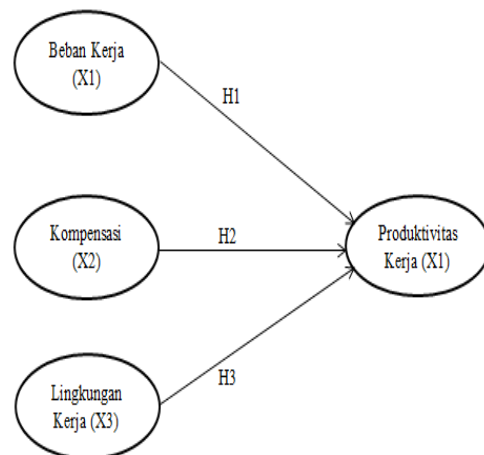 Beban Kerja
(X1)
H1
Kompensasi
(X2)
H2
Produktivitas
Kerja (X1)
H3
Lingkungan
Kerja (X3)